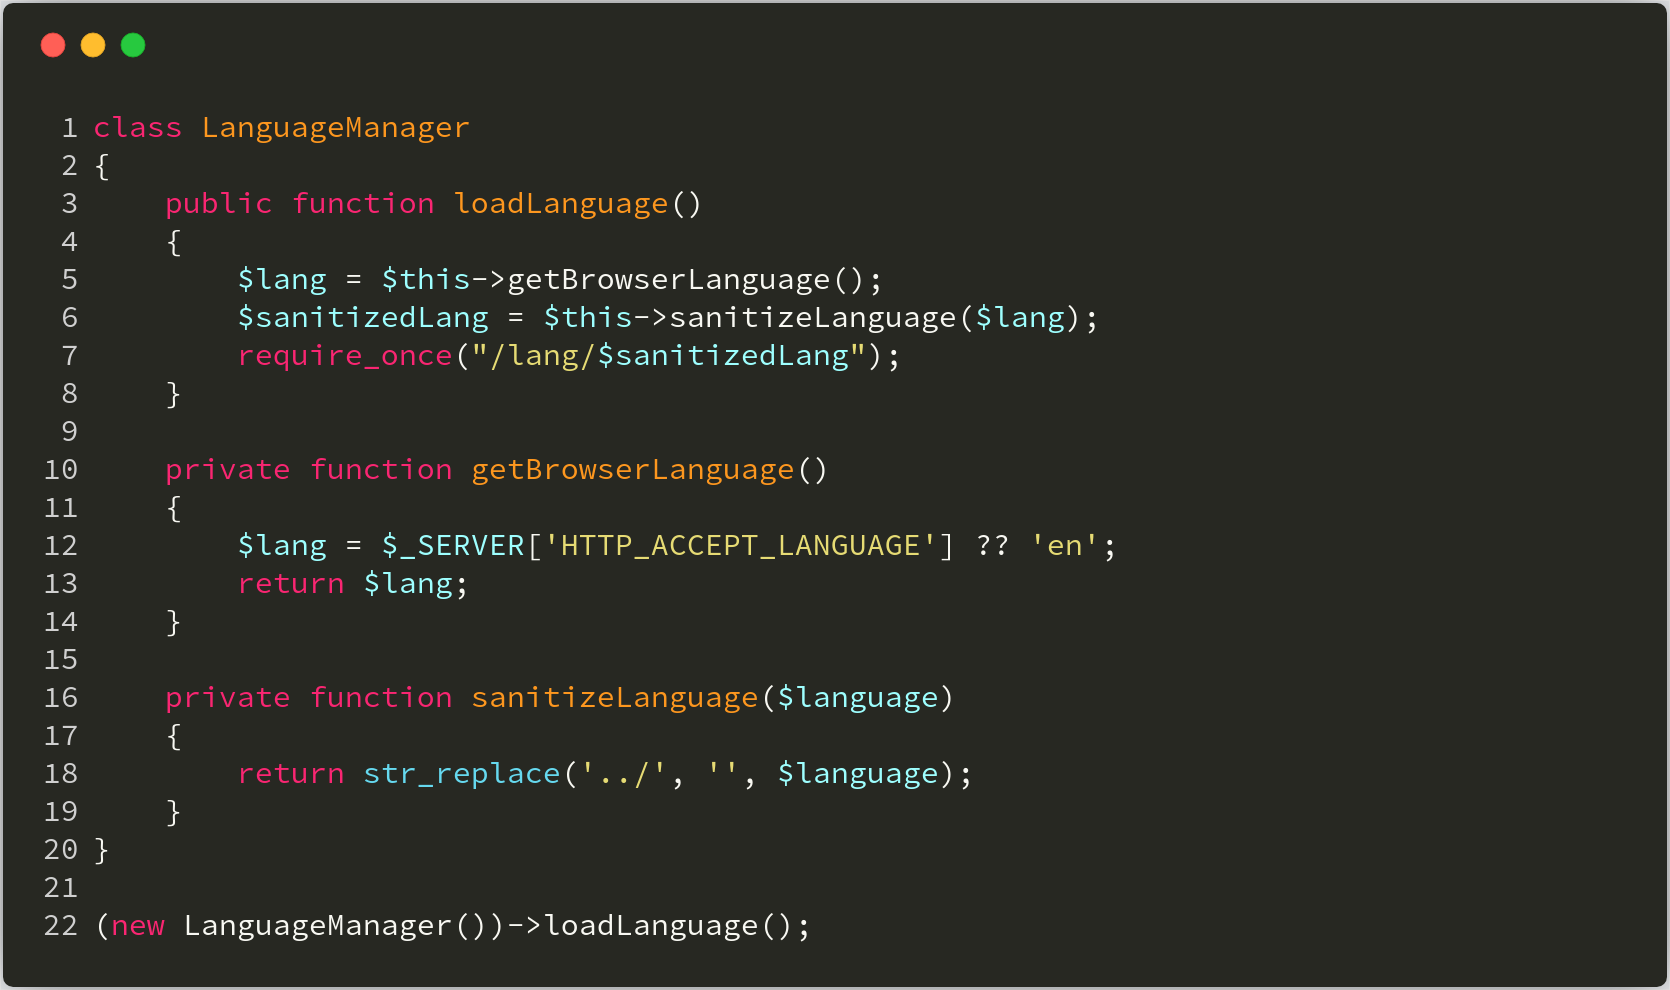 1 class LanguageManager
2 {
3     public function loadLanguage()
4     {
5         $lang = $this->getBrowserLanguage();
6         $sanitizedLang = $this->sanitizeLanguage($lang);
7         require_once("/lang/$sanitizedLang");
8     }
9
10     private function getBrowserLanguage()
11     {
12         $lang = $_SERVER['HTTP_ACCEPT_LANGUAGE'] ?? 'en';
13         return $lang;
14     }
15
16     private function sanitizeLanguage($language)
17     {
18         return str_replace('../', '', $language);
19     }
20 }
21
22 (new LanguageManager())->loadLanguage();